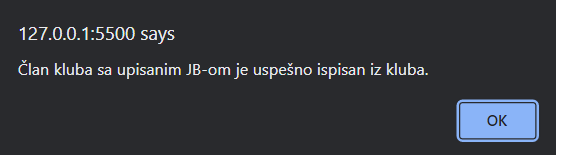 127.0.0.1:5500 says
Član kluba sa upisanim JB-om je uspešno ispisan iz kluba.
OK